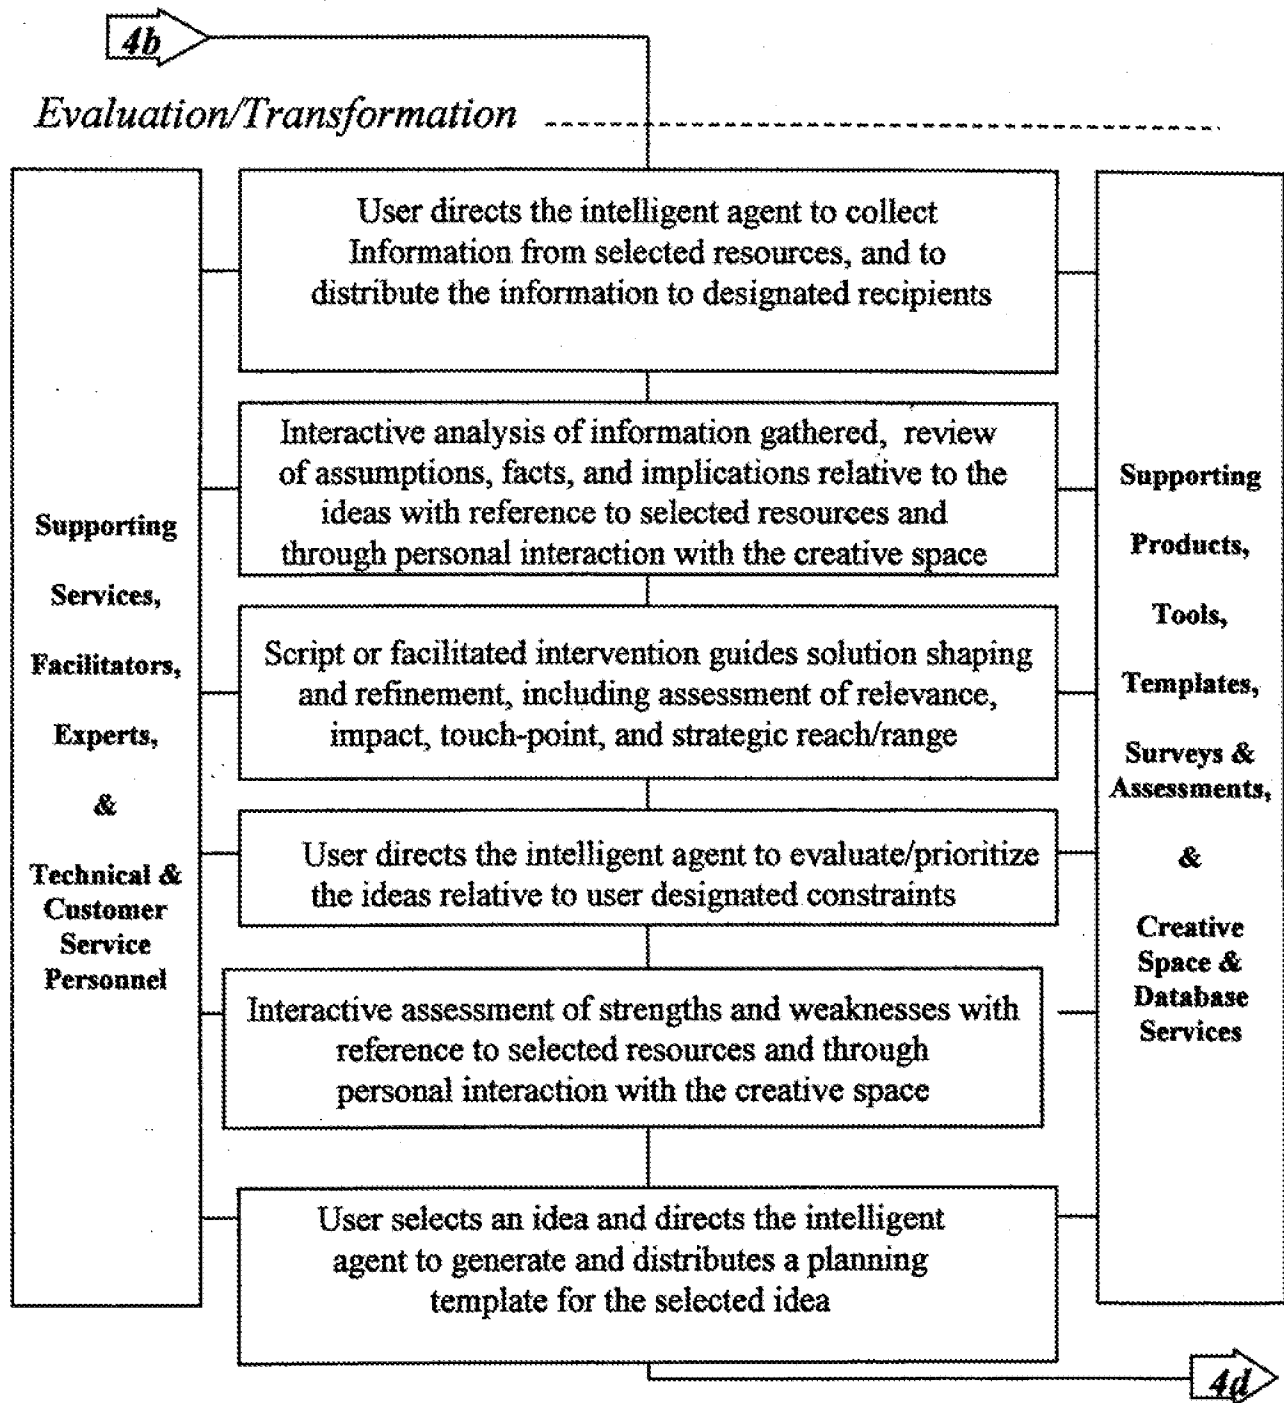 4b
Evaluation/Transformation
User directs the intelligent agent to collect
Information from selected resources, and to
distribute the information to designated recipients
Interactive analysis of information gathered, review
of assumptions, facts, and implications relative to the
ideas with reference to selected resources and
through personal interaction with the creative space
Script or facilitated intervention guides solution shaping
and refinement, including assessment of relevance,
impact, touch-point, and strategic reach/range
User directs the intelligent agent to evaluate/prioritize
the ideas relative to user designated constraints
Interactive assessment of strengths and weaknesses with
reference to selected resources and through
personal interaction with the creative space
User selects an idea and directs the intelligent
agent to generate and distributes a planning
template for the selected idea
Supporting
Services,
Facilitators,
Experts,
&
Technical &
Customer
Service
Personnel
Supporting
Products,
Tools,
Templates,
Surveys &
Assessments,
&
Creative
Space &
Database
Services
4d